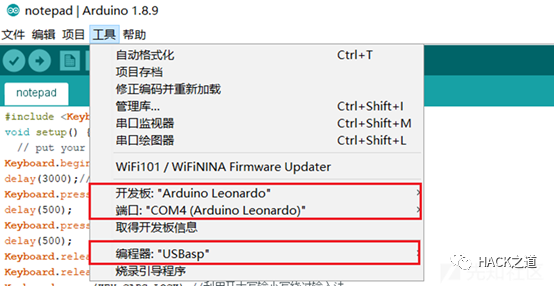 notepad | Arduino 1.8.9
文件 编辑 项目 工具 帮助
notepad
自动格式化 Ctrl+T
项目存档
修正编码并重新加载
管理库... Ctrl+Shift+I
串口监视器 Ctrl+Shift+M
串口绘图器 Ctrl+Shift+L
WiFi101 / WiFiNINA Firmware Updater
开发板: "Arduino Leonardo"
端口: "COM4 (Arduino Leonardo)"
取得开发板信息
编程器: "USBasp"
烧录引导程序
#include <Keyb
void setup() {
// put your
Keyboard.begin
delay(3000);//
Keyboard.press
delay(500);
Keyboard.press
delay(500);
Keyboard.relea
Keyboard.relea
HACK之道